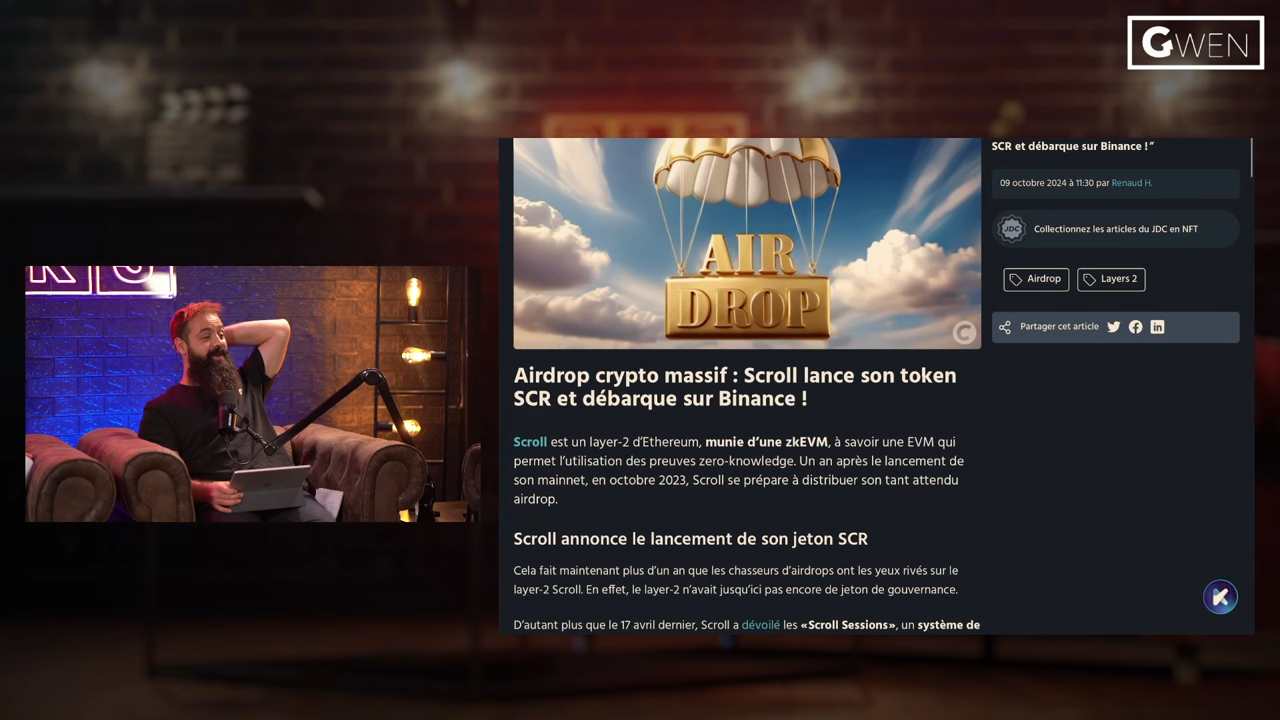 GWEN
AIR
DROP
Airdrop crypto massif : Scroll lance son token
SCR et débarque sur Binance !
Scroll est un layer-2 d’Ethereum, munie d’une zkEVM, à savoir une EVM qui
permet l’utilisation des preuves zero-knowledge. Un an après le lancement de
son mainnet, en octobre 2023, Scroll se prépare à distribuer son tant attendu
airdrop.
Scroll annonce le lancement de son jeton SCR
Cela fait maintenant plus d’un an que les chasseurs d’airdrops ont les yeux rivés sur le
layer-2 Scroll. En effet, le layer-2 n’avait jusqu’ici pas encore de jeton de gouvernance.
D’autant plus que le 17 avril dernier, Scroll a dévoilé les «Scroll Sessions», un système de
SCR et débarque sur Binance !”
09 octobre 2024 à 11:30 par Renaud H.
JDC
Collectionnez les articles du JDC en NFT
Airdrop
Layers 2
Partager cet article